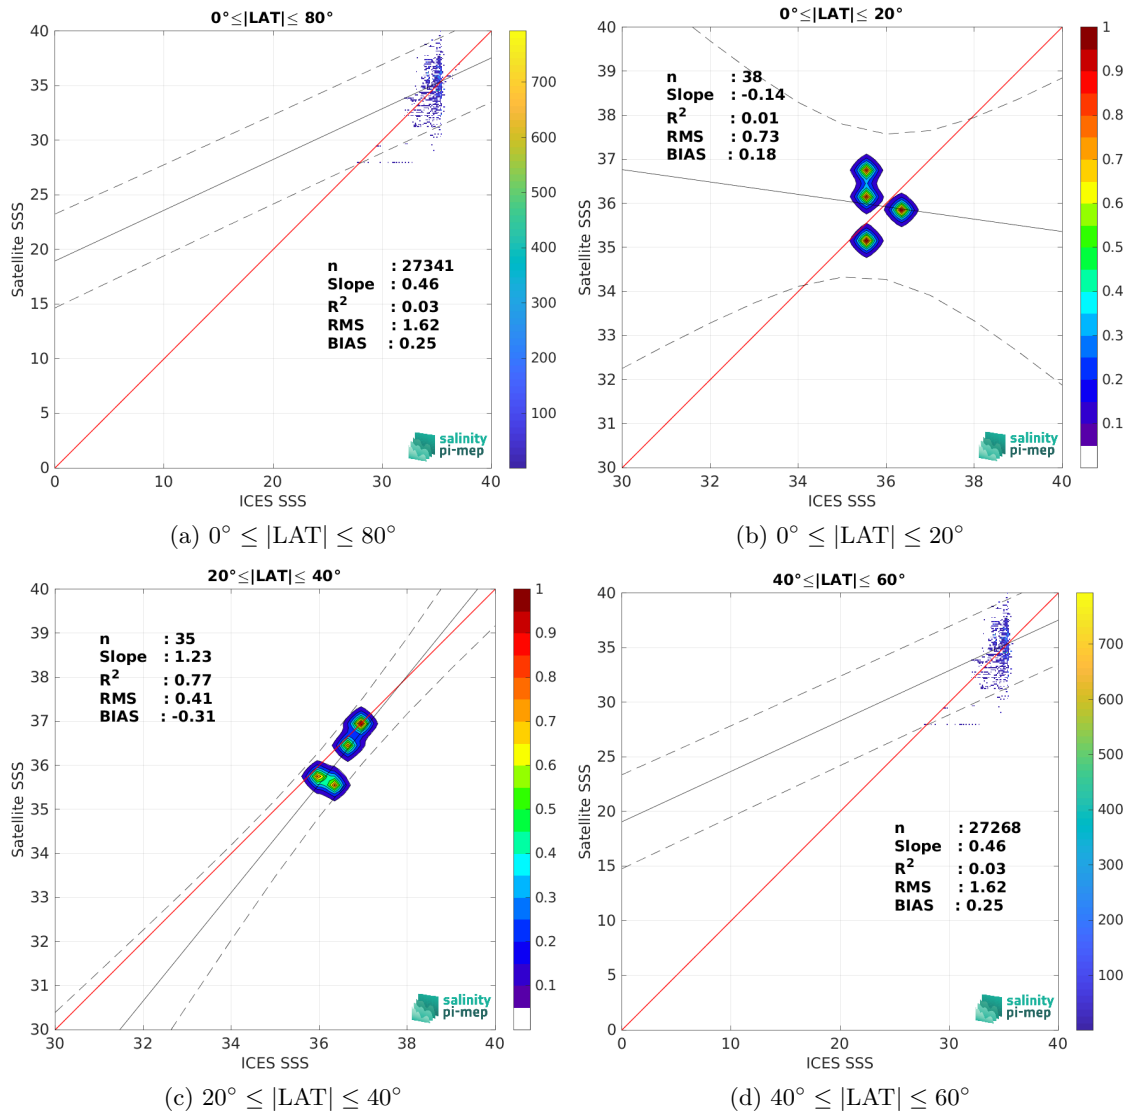 0°≤|LAT|≤ 80°
40
35
30
25
20
15
10
5
0
0
10
20
30
40
Satellite SSS
ICES SSS
n : 27341
Slope : 0.46
R² : 0.03
RMS : 1.62
BIAS : 0.25
700
600
500
400
300
200
100
salinity
pi-mep
(a) 0° ≤ |LAT| ≤ 80°
0°≤|LAT|≤ 20°
40
39
38
37
36
35
34
33
32
31
30
30
32
34
36
38
40
Satellite SSS
ICES SSS
n : 38
Slope : -0.14
R² : 0.01
RMS : 0.73
BIAS : 0.18
1
0.9
0.8
0.7
0.6
0.5
0.4
0.3
0.2
0.1
salinity
pi-mep
(b) 0° ≤ |LAT| ≤ 20°
20°≤|LAT|≤ 40°
40
39
38
37
36
35
34
33
32
31
30
30
32
34
36
38
40
Satellite SSS
ICES SSS
n : 35
Slope : 1.23
R² : 0.77
RMS : 0.41
BIAS : -0.31
1
0.9
0.8
0.7
0.6
0.5
0.4
0.3
0.2
0.1
salinity
pi-mep
(c) 20° ≤ |LAT| ≤ 40°
40°≤|LAT|≤ 60°
40
35
30
25
20
15
10
5
0
0
10
20
30
40
Satellite SSS
ICES SSS
n : 27268
Slope : 0.46
R² : 0.03
RMS : 1.62
BIAS : 0.25
700
600
500
400
300
200
100
salinity
pi-mep
(d) 40° ≤ |LAT| ≤ 60°